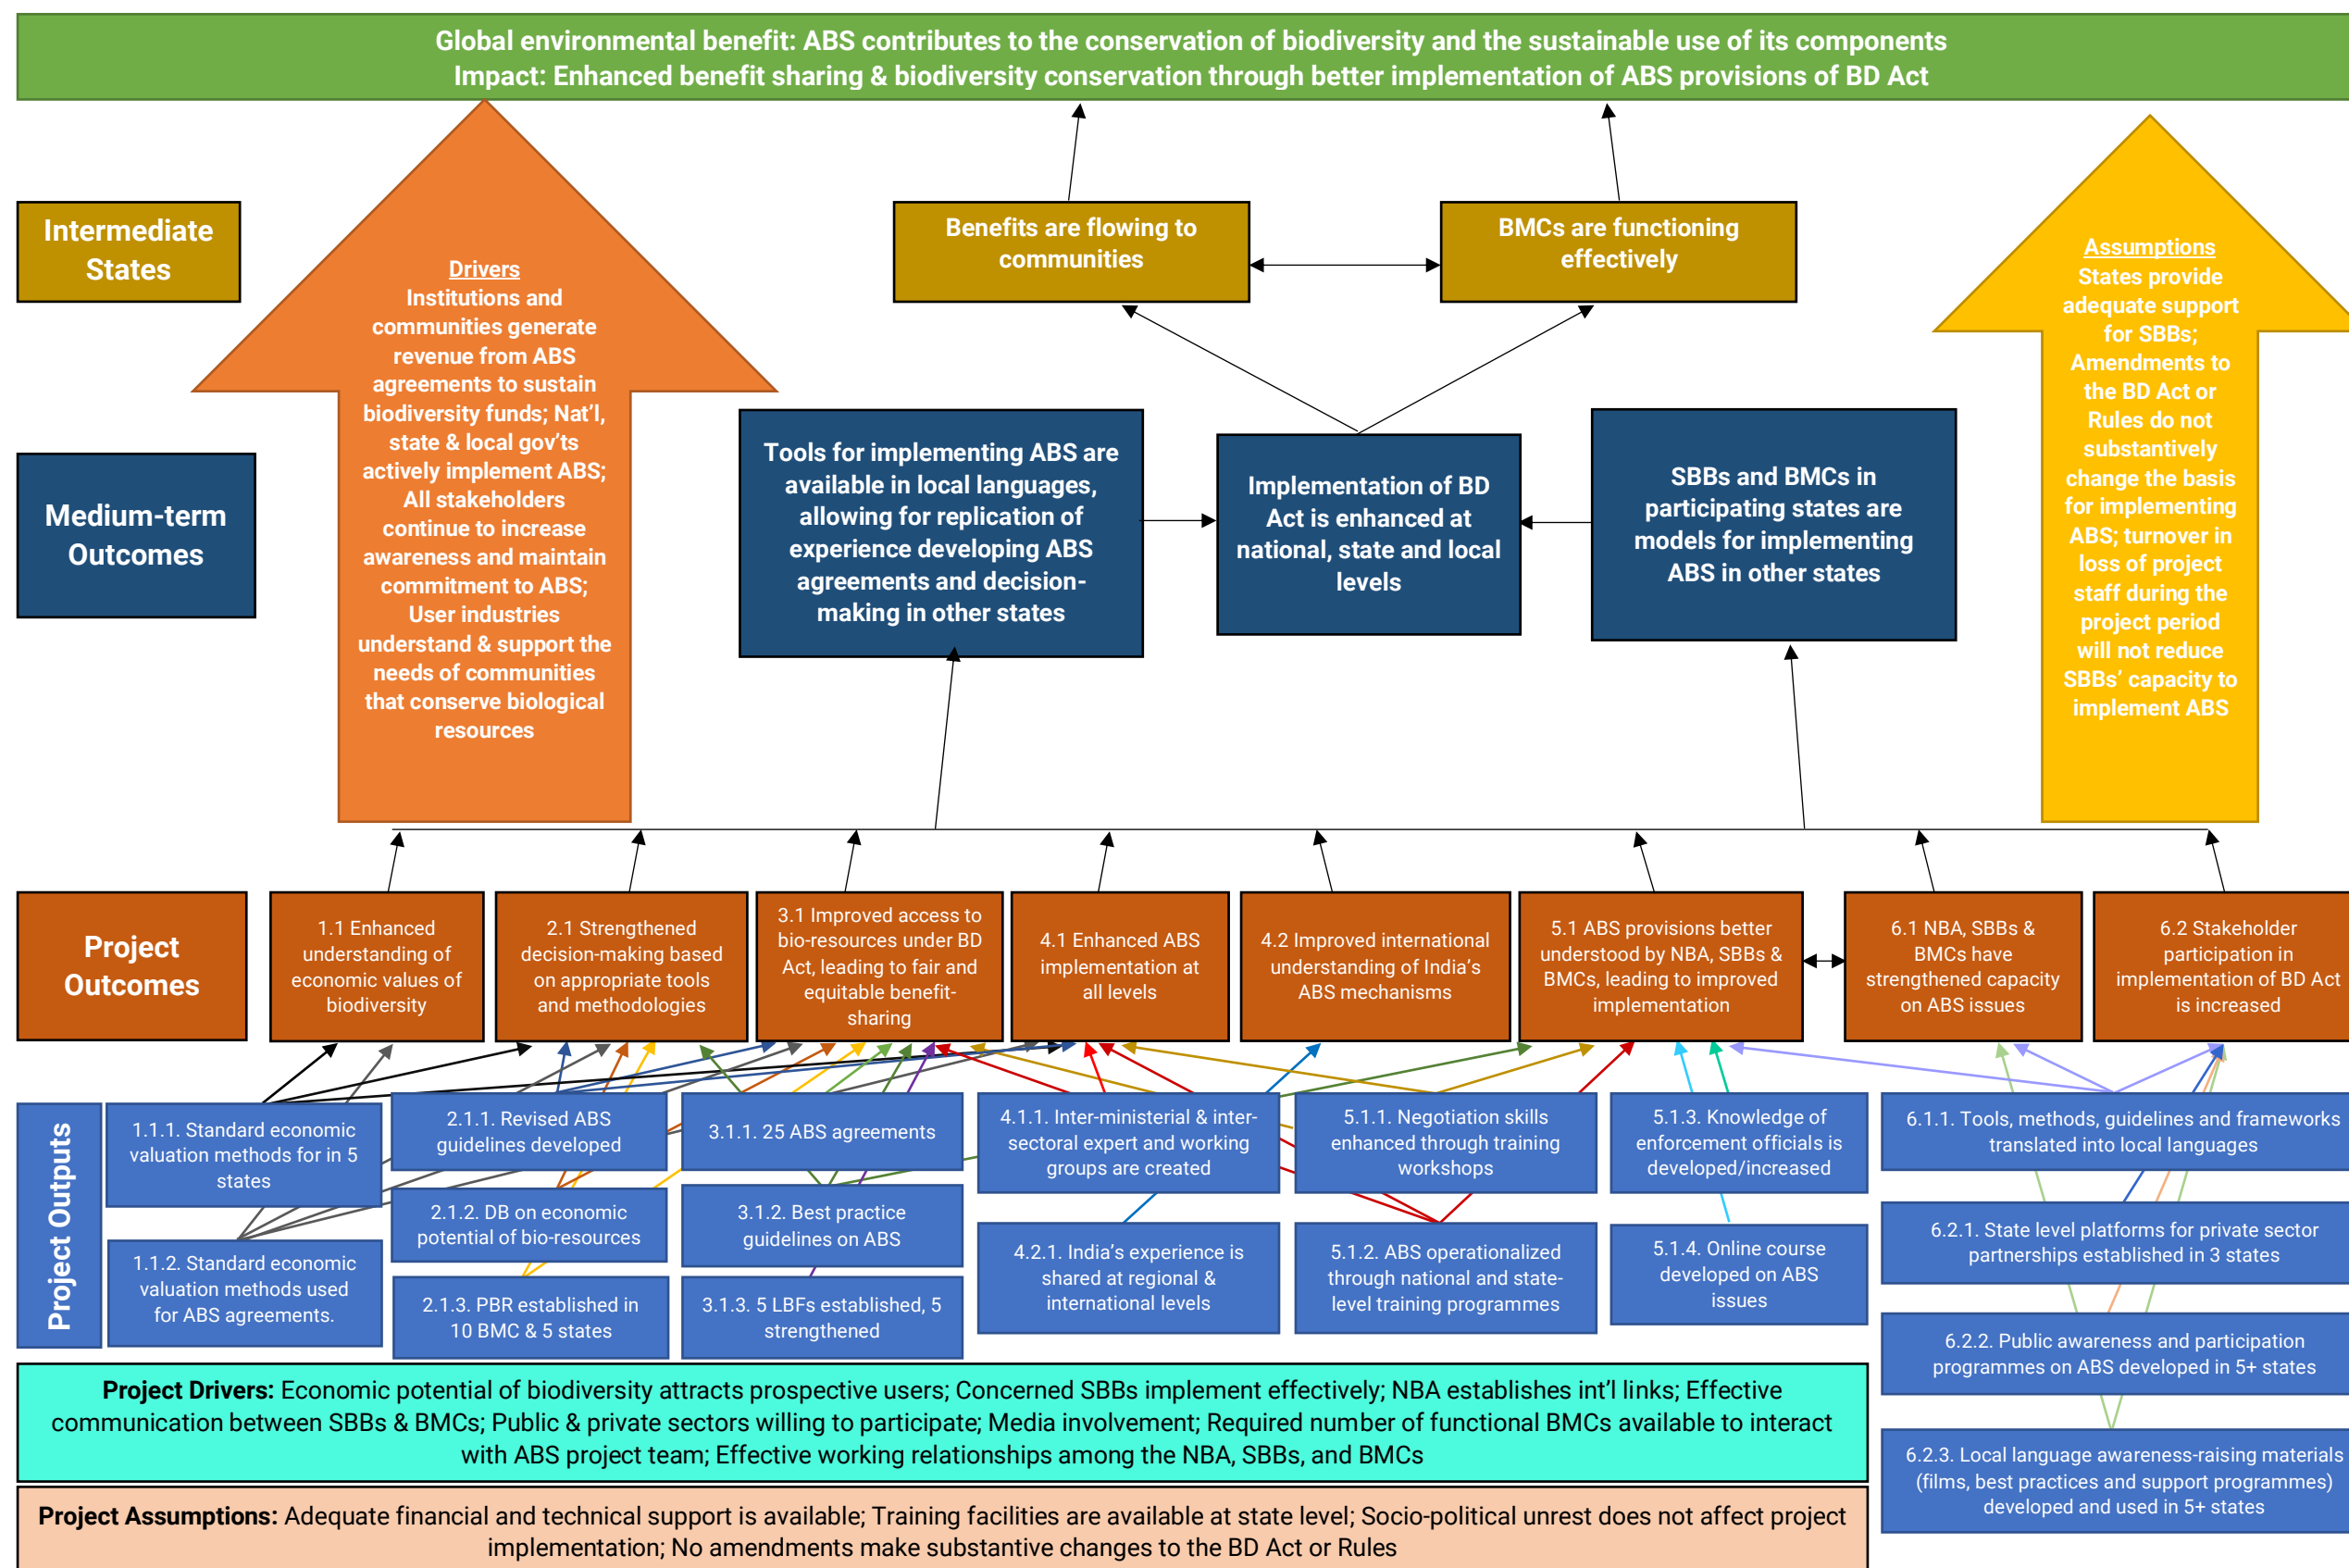 Global environmental benefit: ABS contributes to the conservation of biodiversity and the sustainable use of its components
Impact: Enhanced benefit sharing & biodiversity conservation through better implementation of ABS provisions of BD Act
Intermediate
States
Drivers
Institutions and
communities generate
revenue from ABS
agreements to sustain
biodiversity funds; Nat’l,
state & local gov’ts
actively implement ABS;
All stakeholders
continue to increase
awareness and maintain
commitment to ABS;
User industries
understand & support the
needs of communities
that conserve biological
resources
Benefits are flowing to
communities
BMCs are functioning
effectively
Assumptions
States provide
adequate support
for SBBs;
Amendments to
the BD Act or
Rules do not
substantively
change the basis
for implementing
ABS; turnover in
loss of project
staff during the
project period
will not reduce
SBBs’ capacity to
implement ABS
Medium-term
Outcomes
Tools for implementing ABS are
available in local languages,
allowing for replication of
experience developing ABS
agreements and decision-
making in other states
Implementation of BD
Act is enhanced at
national, state and local
levels
SBBs and BMCs in
participating states are
models for implementing
ABS in other states
Project
Outcomes
1.1 Enhanced
understanding of
economic values of
biodiversity
2.1 Strengthened
decision-making based
on appropriate tools
and methodologies
3.1 Improved access to
bio-resources under BD
Act, leading to fair and
equitable benefit-
sharing
4.1 Enhanced ABS
implementation at
all levels
4.2 Improved international
understanding of India’s
ABS mechanisms
5.1 ABS provisions better
understood by NBA, SBBs &
BMCs, leading to improved
implementation
6.1 NBA, SBBs &
BMCs have
strengthened capacity
on ABS issues
6.2 Stakeholder
participation in
implementation of BD Act
is increased
Project Outputs
1.1.1. Standard economic
valuation methods for in 5
states
1.1.2. Standard economic
valuation methods used
for ABS agreements.
2.1.1. Revised ABS
guidelines developed
2.1.2. DB on economic
potential of bio-resources
2.1.3. PBR established in
10 BMC & 5 states
3.1.1. 25 ABS agreements
3.1.2. Best practice
guidelines on ABS
3.1.3. 5 LBFs established, 5
strengthened
4.1.1. Inter-ministerial & inter-
sectoral expert and working
groups are created
4.2.1. India’s experience is
shared at regional &
international levels
5.1.1. Negotiation skills
enhanced through training
workshops
5.1.2. ABS operationalized
through national and state-
level training programmes
5.1.3. Knowledge of
enforcement officials is
developed/increased
5.1.4. Online course
developed on ABS
issues
6.1.1. Tools, methods, guidelines and frameworks
translated into local languages
6.2.1. State level platforms for private sector
partnerships established in 3 states
6.2.2. Public awareness and participation
programmes on ABS developed in 5+ states
6.2.3. Local language awareness-raising materials
(films, best practices and support programmes)
developed and used in 5+ states
Project Drivers: Economic potential of biodiversity attracts prospective users; Concerned SBBs implement effectively; NBA establishes int’l links; Effective
communication between SBBs & BMCs; Public & private sectors willing to participate; Media involvement; Required number of functional BMCs available to interact
with ABS project team; Effective working relationships among the NBA, SBBs, and BMCs
Project Assumptions: Adequate financial and technical support is available; Training facilities are available at state level; Socio-political unrest does not affect project
implementation; No amendments make substantive changes to the BD Act or Rules